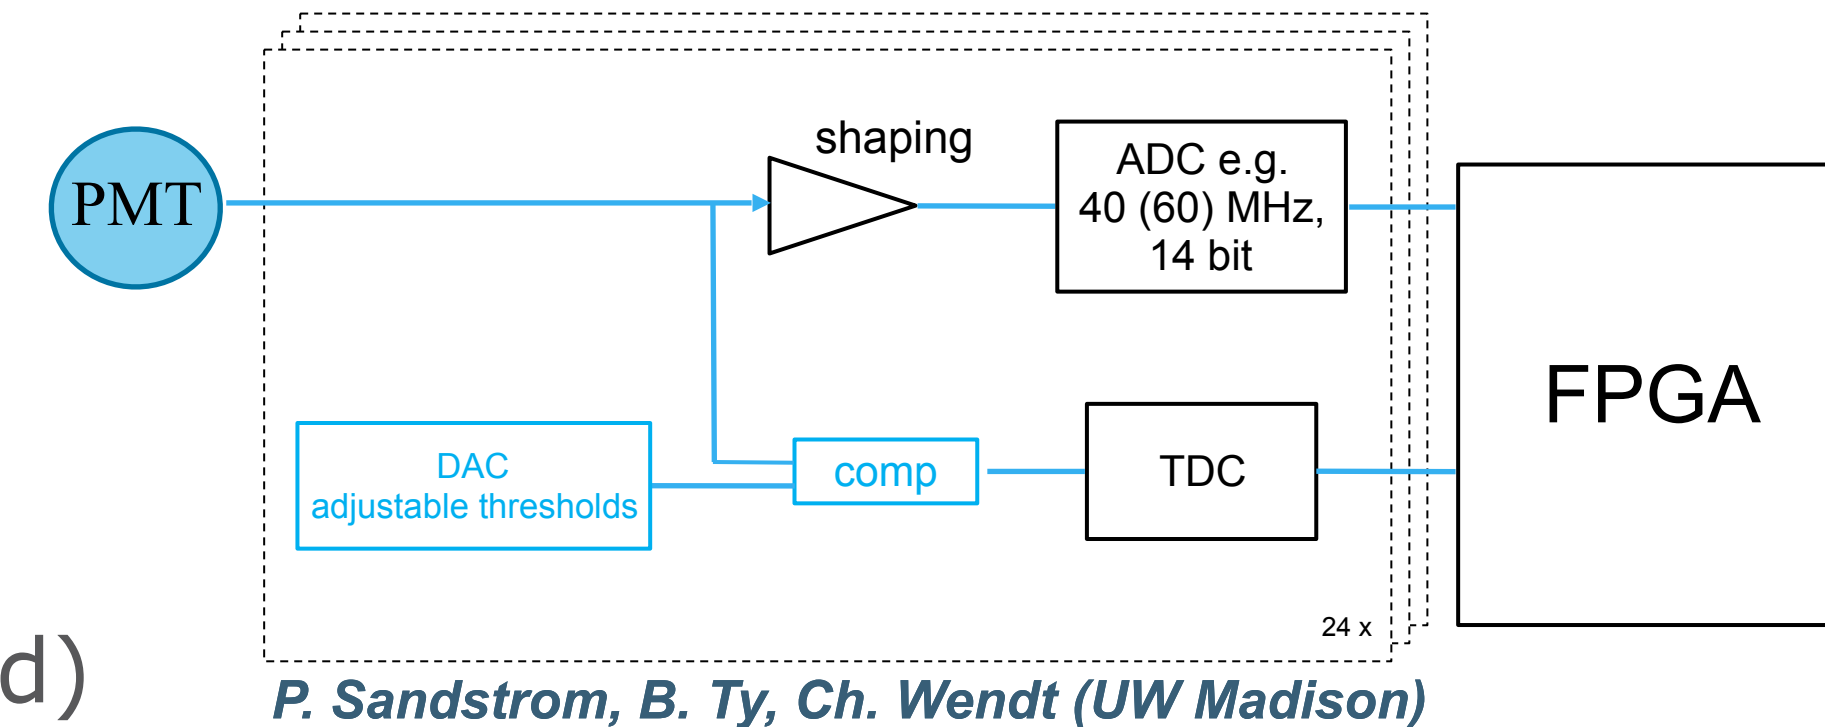 shaping
PMT
ADC e.g.
40 (60) MHz,
14 bit
FPGA
DAC
adjustable thresholds
comp
TDC
24 x
d)
P. Sandstrom, B. Ty, Ch. Wendt (UW Madison)